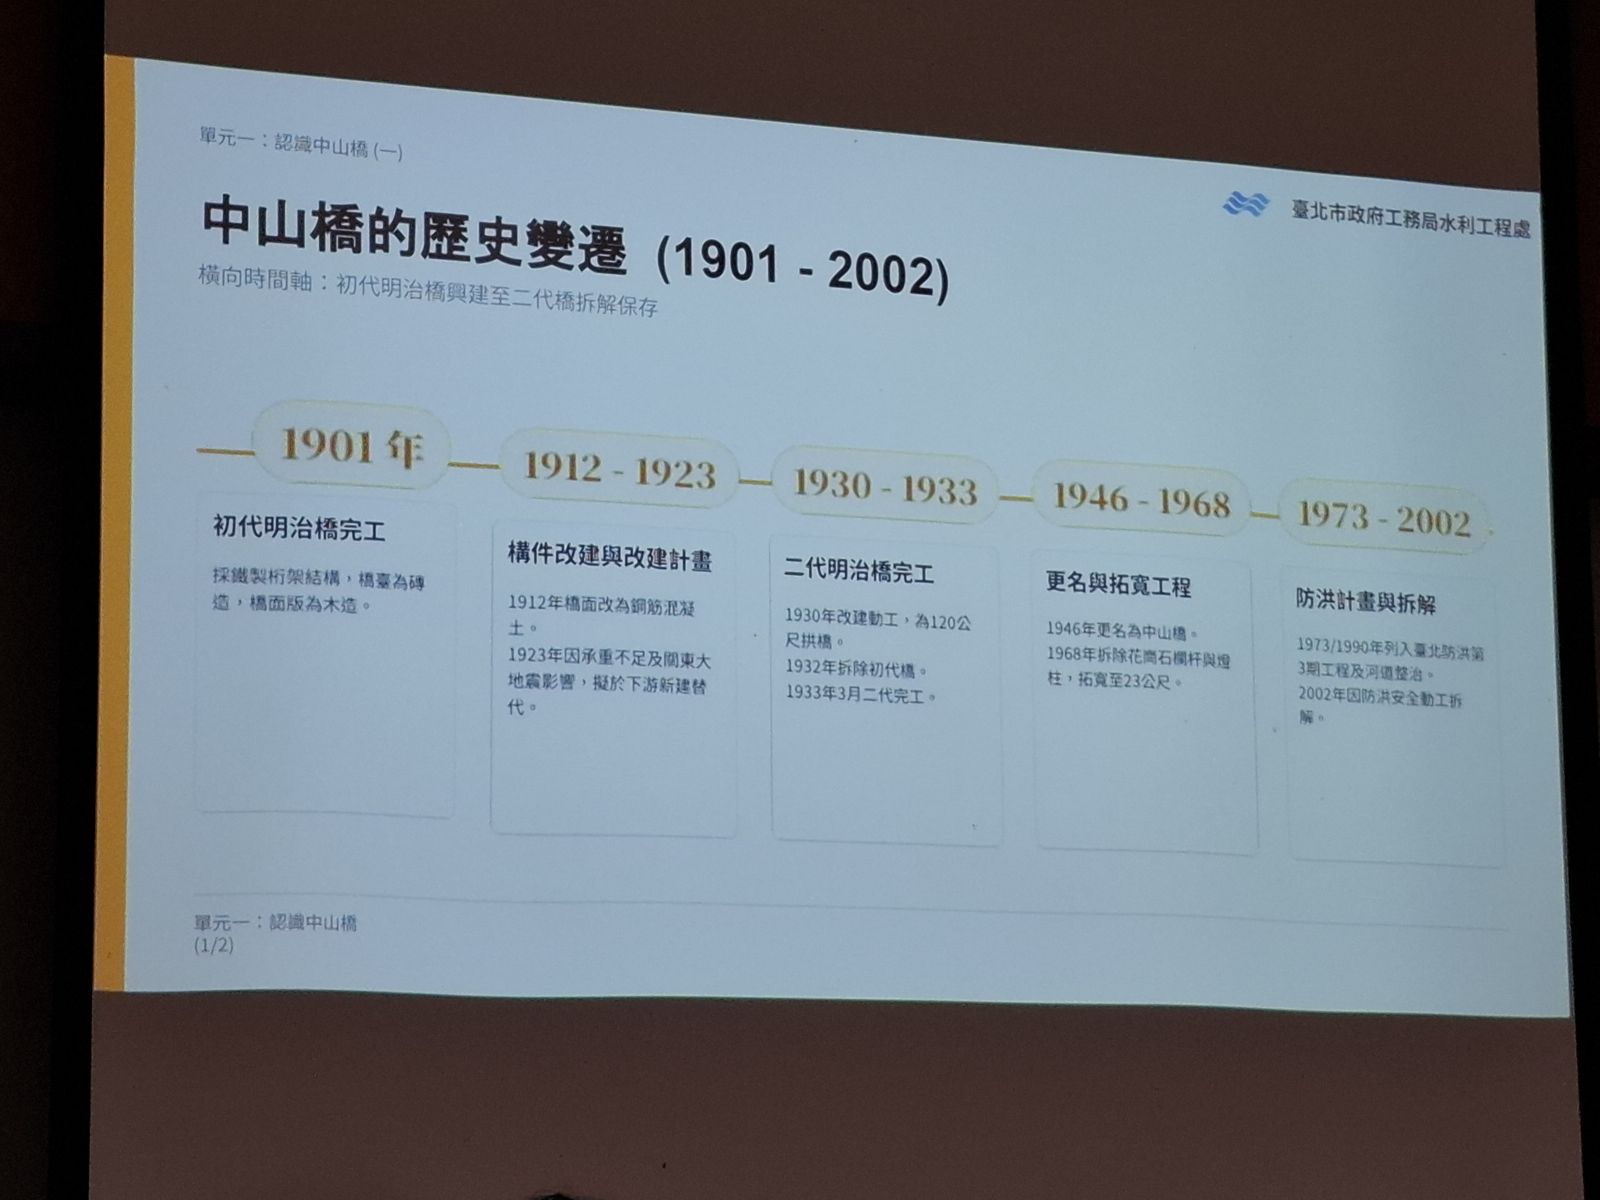 單元一：認識中山橋 (一)
臺北市政府工務局水利工程處
中山橋的歷史變遷 (1901 - 2002)
橫向時間軸：初代明治橋興建至二代橋拆解保存
1901 年
初代明治橋完工
採鐵製桁架結構，橋臺為磚
造，橋面版為木造。
1912 - 1923
構件改建與改建計畫
1912年橋面改為鋼筋混凝
土。
1923年因承重不足及關東大
地震影響，擬於下游新建替
代。
1930 - 1933
二代明治橋完工
1930年改建動工，為120公
尺拱橋。
1932年拆除初代橋。
1933年3月二代完工。
1946 - 1968
更名與拓寬工程
1946年更名為中山橋。
1968年拆除花崗石欄杆與燈
柱，拓寬至23公尺。
1973 - 2002
防洪計畫與拆解
1973/1990年列入臺北防洪第
3期工程及河道整治。
2002年因防洪安全動工拆
解。
單元一：認識中山橋
(1/2)